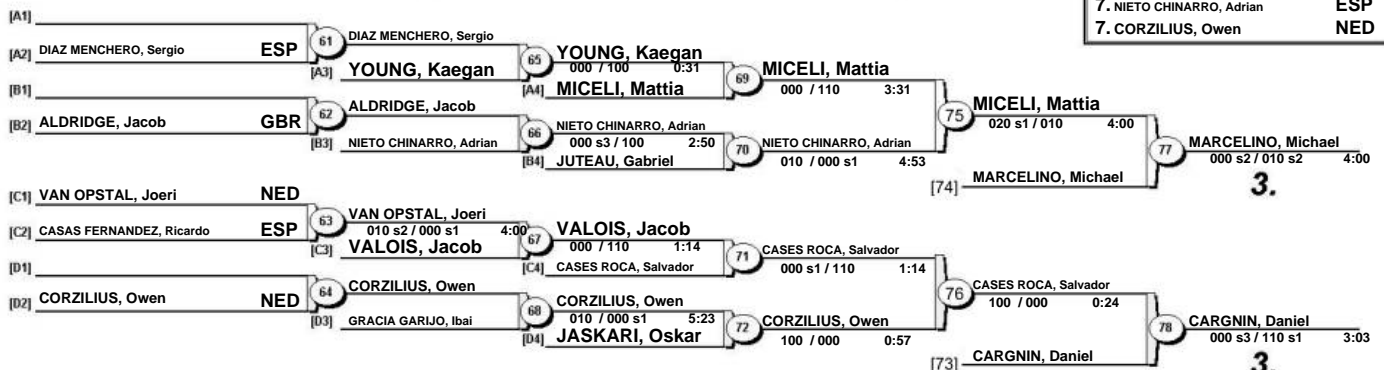 7. NIETO CHINARRO, Adrian ESP
7. CORZILIUS, Owen NED
[A1]
[A2] DIAZ MENCHERO, Sergio ESP
61 DIAZ MENCHERO, Sergio
[A3] YOUNG, Kaegan
65 YOUNG, Kaegan
000 / 100 0:31
[A4] MICELI, Mattia
69 MICELI, Mattia
000 / 110 3:31
[B1]
[B2] ALDRIDGE, Jacob GBR
62 ALDRIDGE, Jacob
[B3] NIETO CHINARRO, Adrian
66 NIETO CHINARRO, Adrian
000 s3 / 100 2:50
[B4] JUTEAU, Gabriel
70 NIETO CHINARRO, Adrian
010 / 000 s1 4:53
75 MICELI, Mattia
020 s1 / 010 4:00
[74] MARCELINO, Michael
77 MARCELINO, Michael
000 s2 / 010 s2 4:00
3.
[C1] VAN OPSTAL, Joeri NED
[C2] CASAS FERNANDEZ, Ricardo ESP
63 VAN OPSTAL, Joeri
010 s2 / 000 s1 4:00
[C3] VALOIS, Jacob
67 VALOIS, Jacob
000 / 110 1:14
[C4] CASES ROCA, Salvador
71 CASES ROCA, Salvador
000 s1 / 110 1:14
[D1]
[D2] CORZILIUS, Owen NED
64 CORZILIUS, Owen
[D3] GRACIA GARIJO, Ibai
68 CORZILIUS, Owen
010 / 000 s1 5:23
[D4] JASKARI, Oskar
72 CORZILIUS, Owen
100 / 000 0:57
76 CASES ROCA, Salvador
100 / 000 0:24
[73] CARGNIN, Daniel
78 CARGNIN, Daniel
000 s3 / 110 s1 3:03
3.